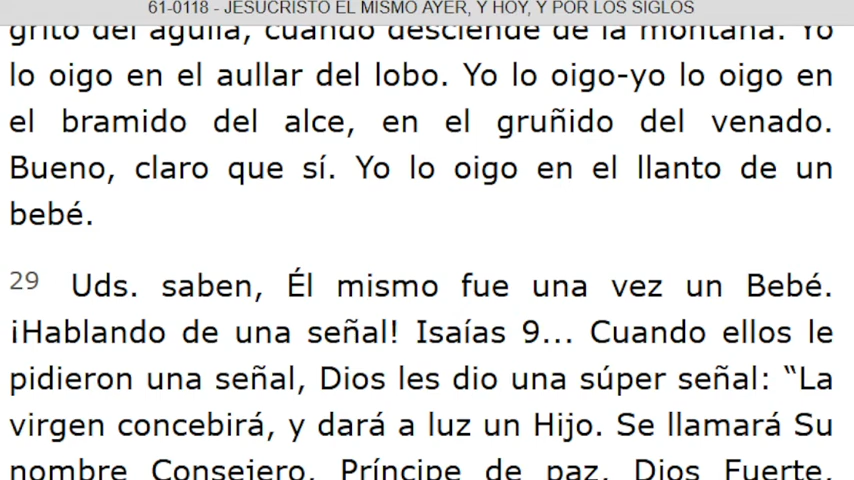 61-0118 - JESUCRISTO EL MISMO AYER, Y HOY, Y POR LOS SIGLOS
grito del águila, cuando desciende de la montaña. Yo
lo oigo en el aullar del lobo. Yo lo oigo-yo lo oigo en
el bramido del alce, en el gruñido del venado.
Bueno, claro que sí. Yo lo oigo en el llanto de un
bebé.
29 Uds. saben, Él mismo fue una vez un Bebé.
¡Hablando de una señal! Isaías 9... Cuando ellos le
pidieron una señal, Dios les dio una súper señal: “La
virgen concebirá, y dará a luz un Hijo. Se llamará Su
nombre Consejero, Príncipe de paz, Dios Fuerte,